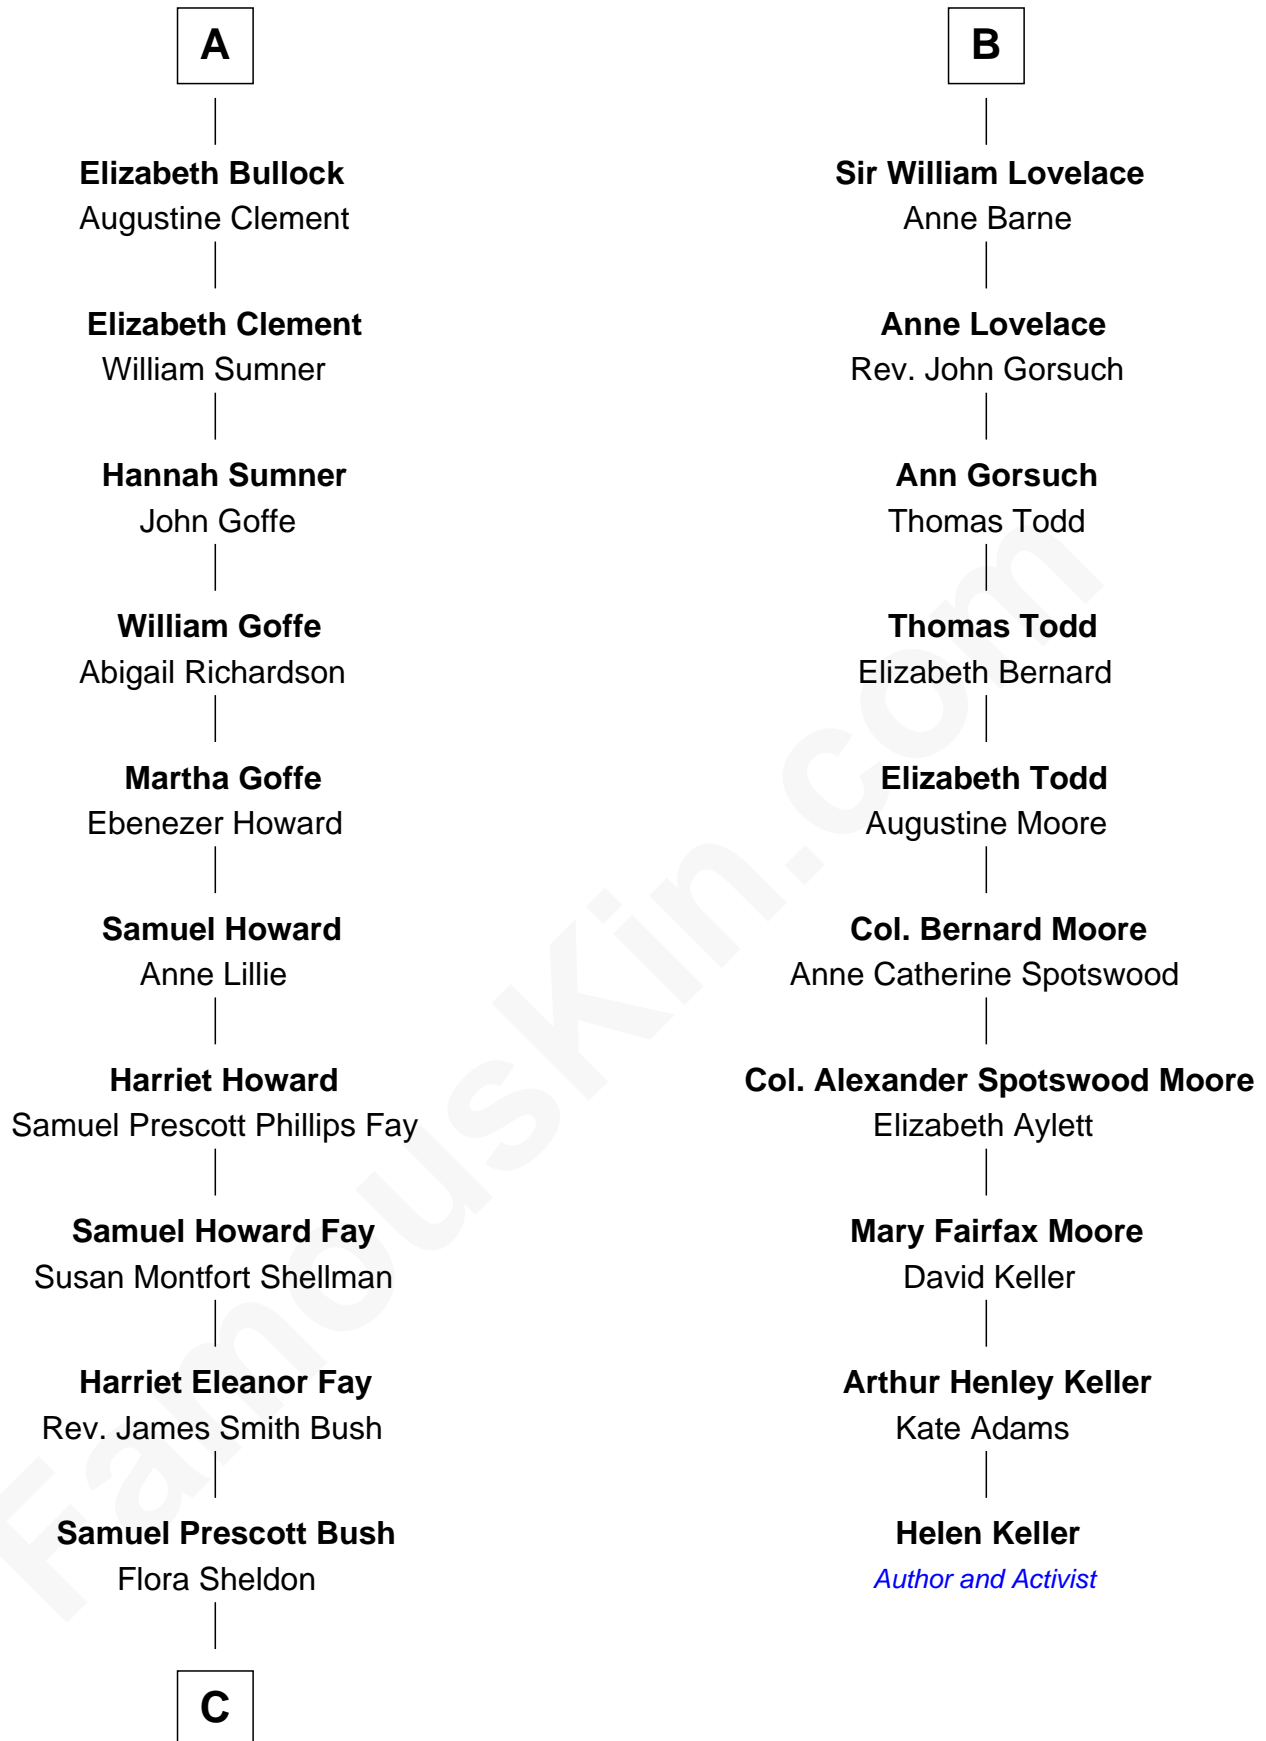 A
Elizabeth Bullock
Augustine Clement
Elizabeth Clement
William Sumner
Hannah Sumner
John Goffe
William Goffe
Abigail Richardson
Martha Goffe
Ebenezer Howard
Samuel Howard
Anne Lillie
Harriet Howard
Samuel Prescott Phillips Fay
Samuel Howard Fay
Susan Montfort Shellman
Harriet Eleanor Fay
Rev. James Smith Bush
Samuel Prescott Bush
Flora Sheldon
C
B
Sir William Lovelace
Anne Barne
Anne Lovelace
Rev. John Gorsuch
Ann Gorsuch
Thomas Todd
Thomas Todd
Elizabeth Bernard
Elizabeth Todd
Augustine Moore
Col. Bernard Moore
Anne Catherine Spotswood
Col. Alexander Spotswood Moore
Elizabeth Aylett
Mary Fairfax Moore
David Keller
Arthur Henley Keller
Kate Adams
Helen Keller
Author and Activist
FamousKin.com